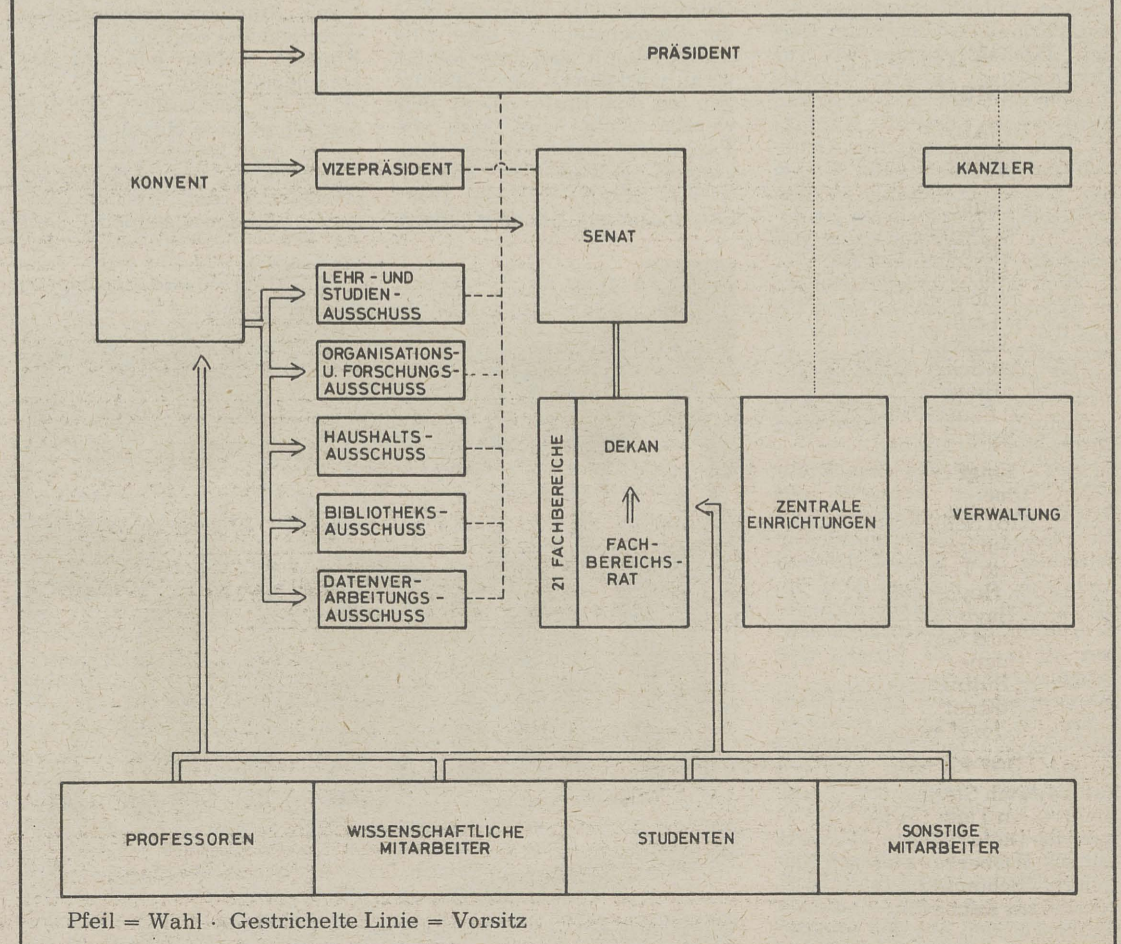 PRÄSIDENT
KONVENT
VIZEPRÄSIDENT
KANZLER
SENAT
LEHR - UND
STUDIEN -
AUSSCHUSS
ORGANISATIONS-
U. FORSCHUNGS-
AUSSCHUSS
HAUSHALTS -
AUSSCHUSS
BIBLIOTHEKS-
AUSSCHUSS
DATENVER-
ARBEITUNGS -
AUSSCHUSS
21 FACHBEREICHE
DEKAN
FACH-
BEREICHS -
RAT
ZENTRALE
EINRICHTUNGEN
VERWALTUNG
PROFESSOREN
WISSENSCHAFTLICHE
MITARBEITER
STUDENTEN
SONSTIGE
MITARBEITER
Pfeil = Wahl · Gestrichelte Linie = Vorsitz